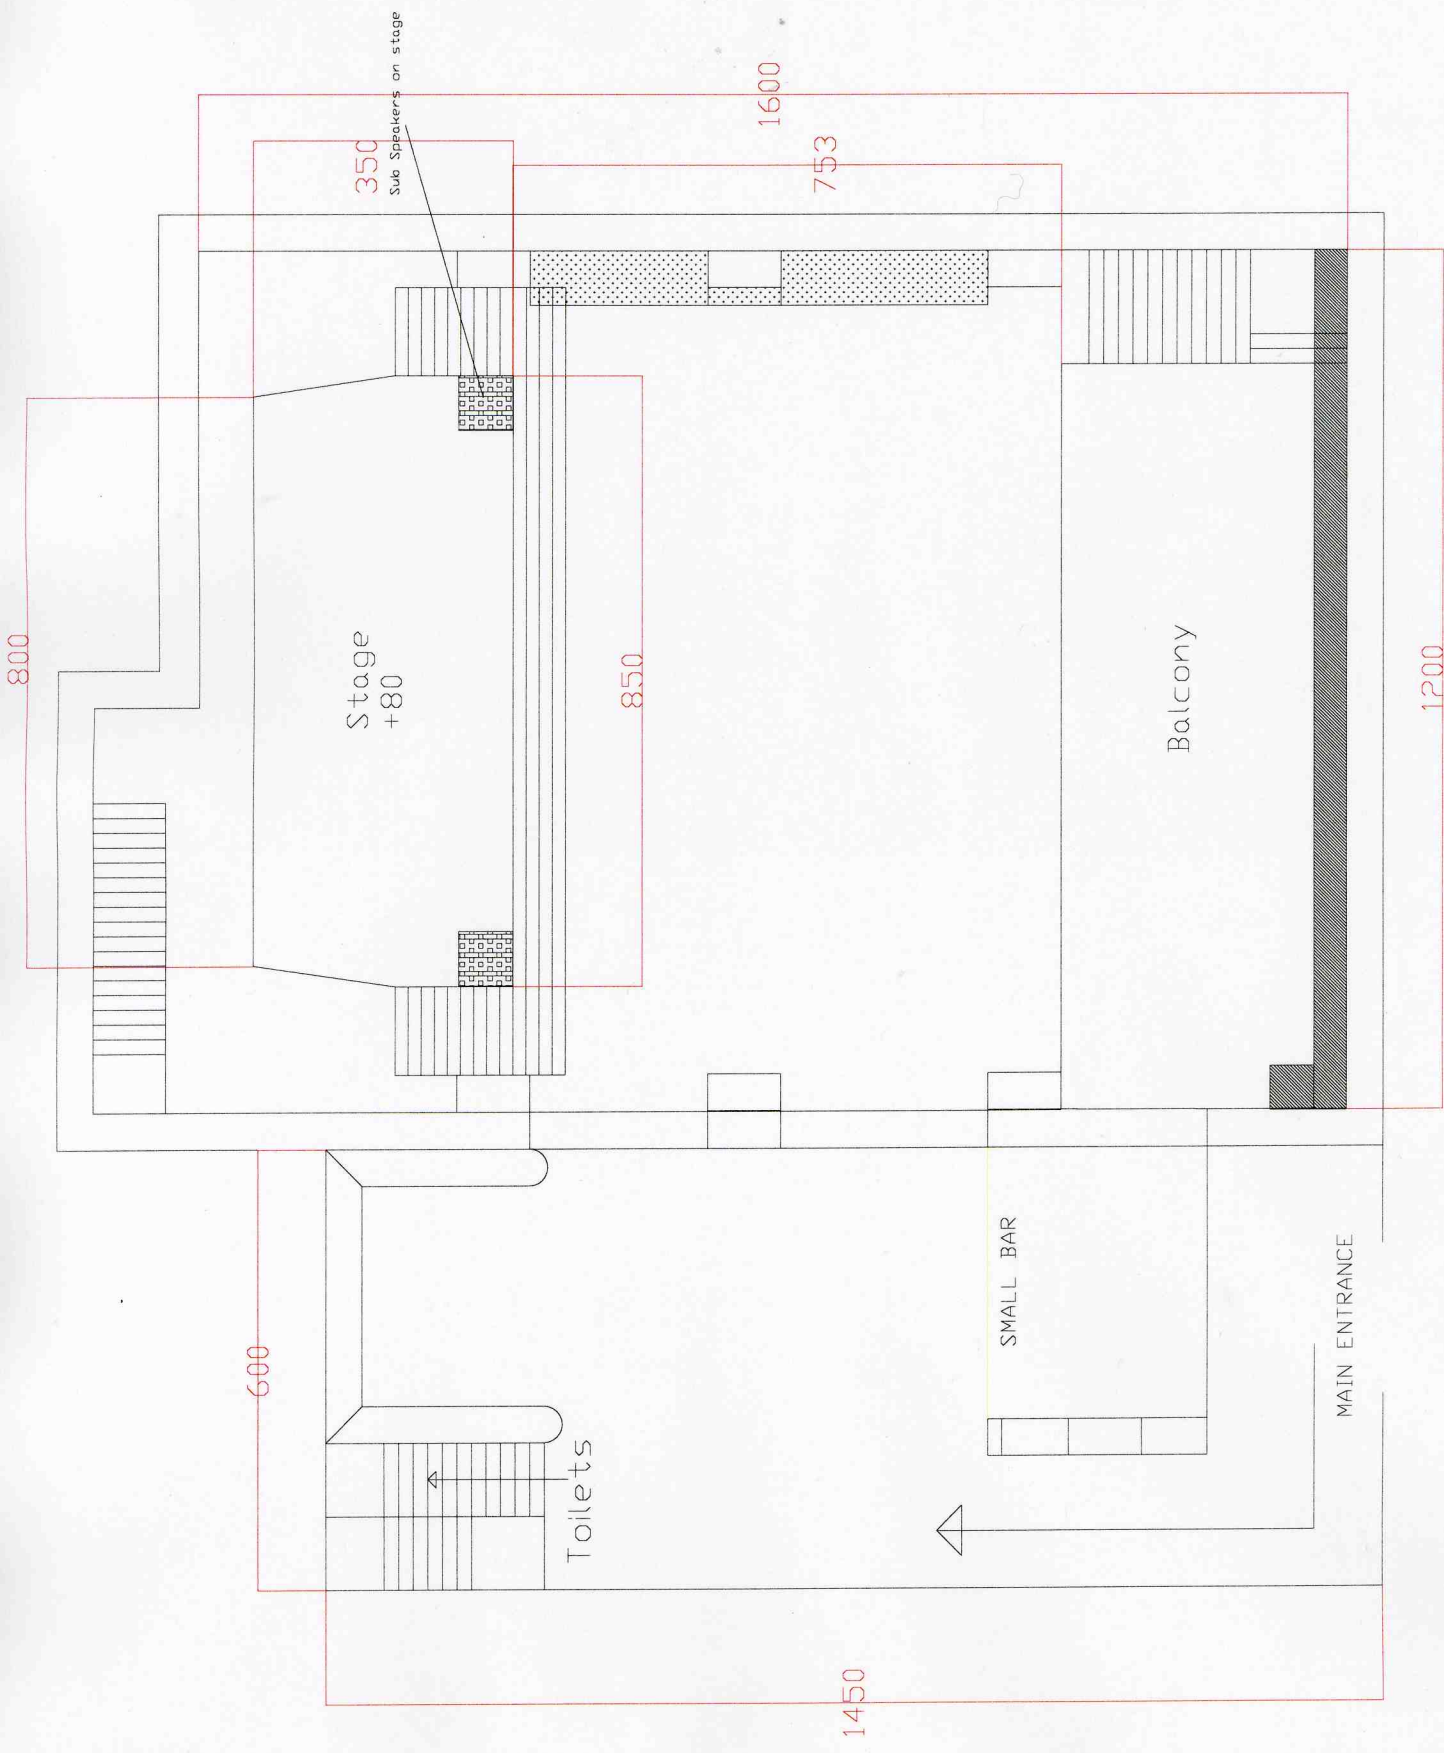 Sub Speakers on stage
1600
350
753
800
Stage
+80
850
Balcony
1200
SMALL BAR
MAIN ENTRANCE
600
Toilets
1450